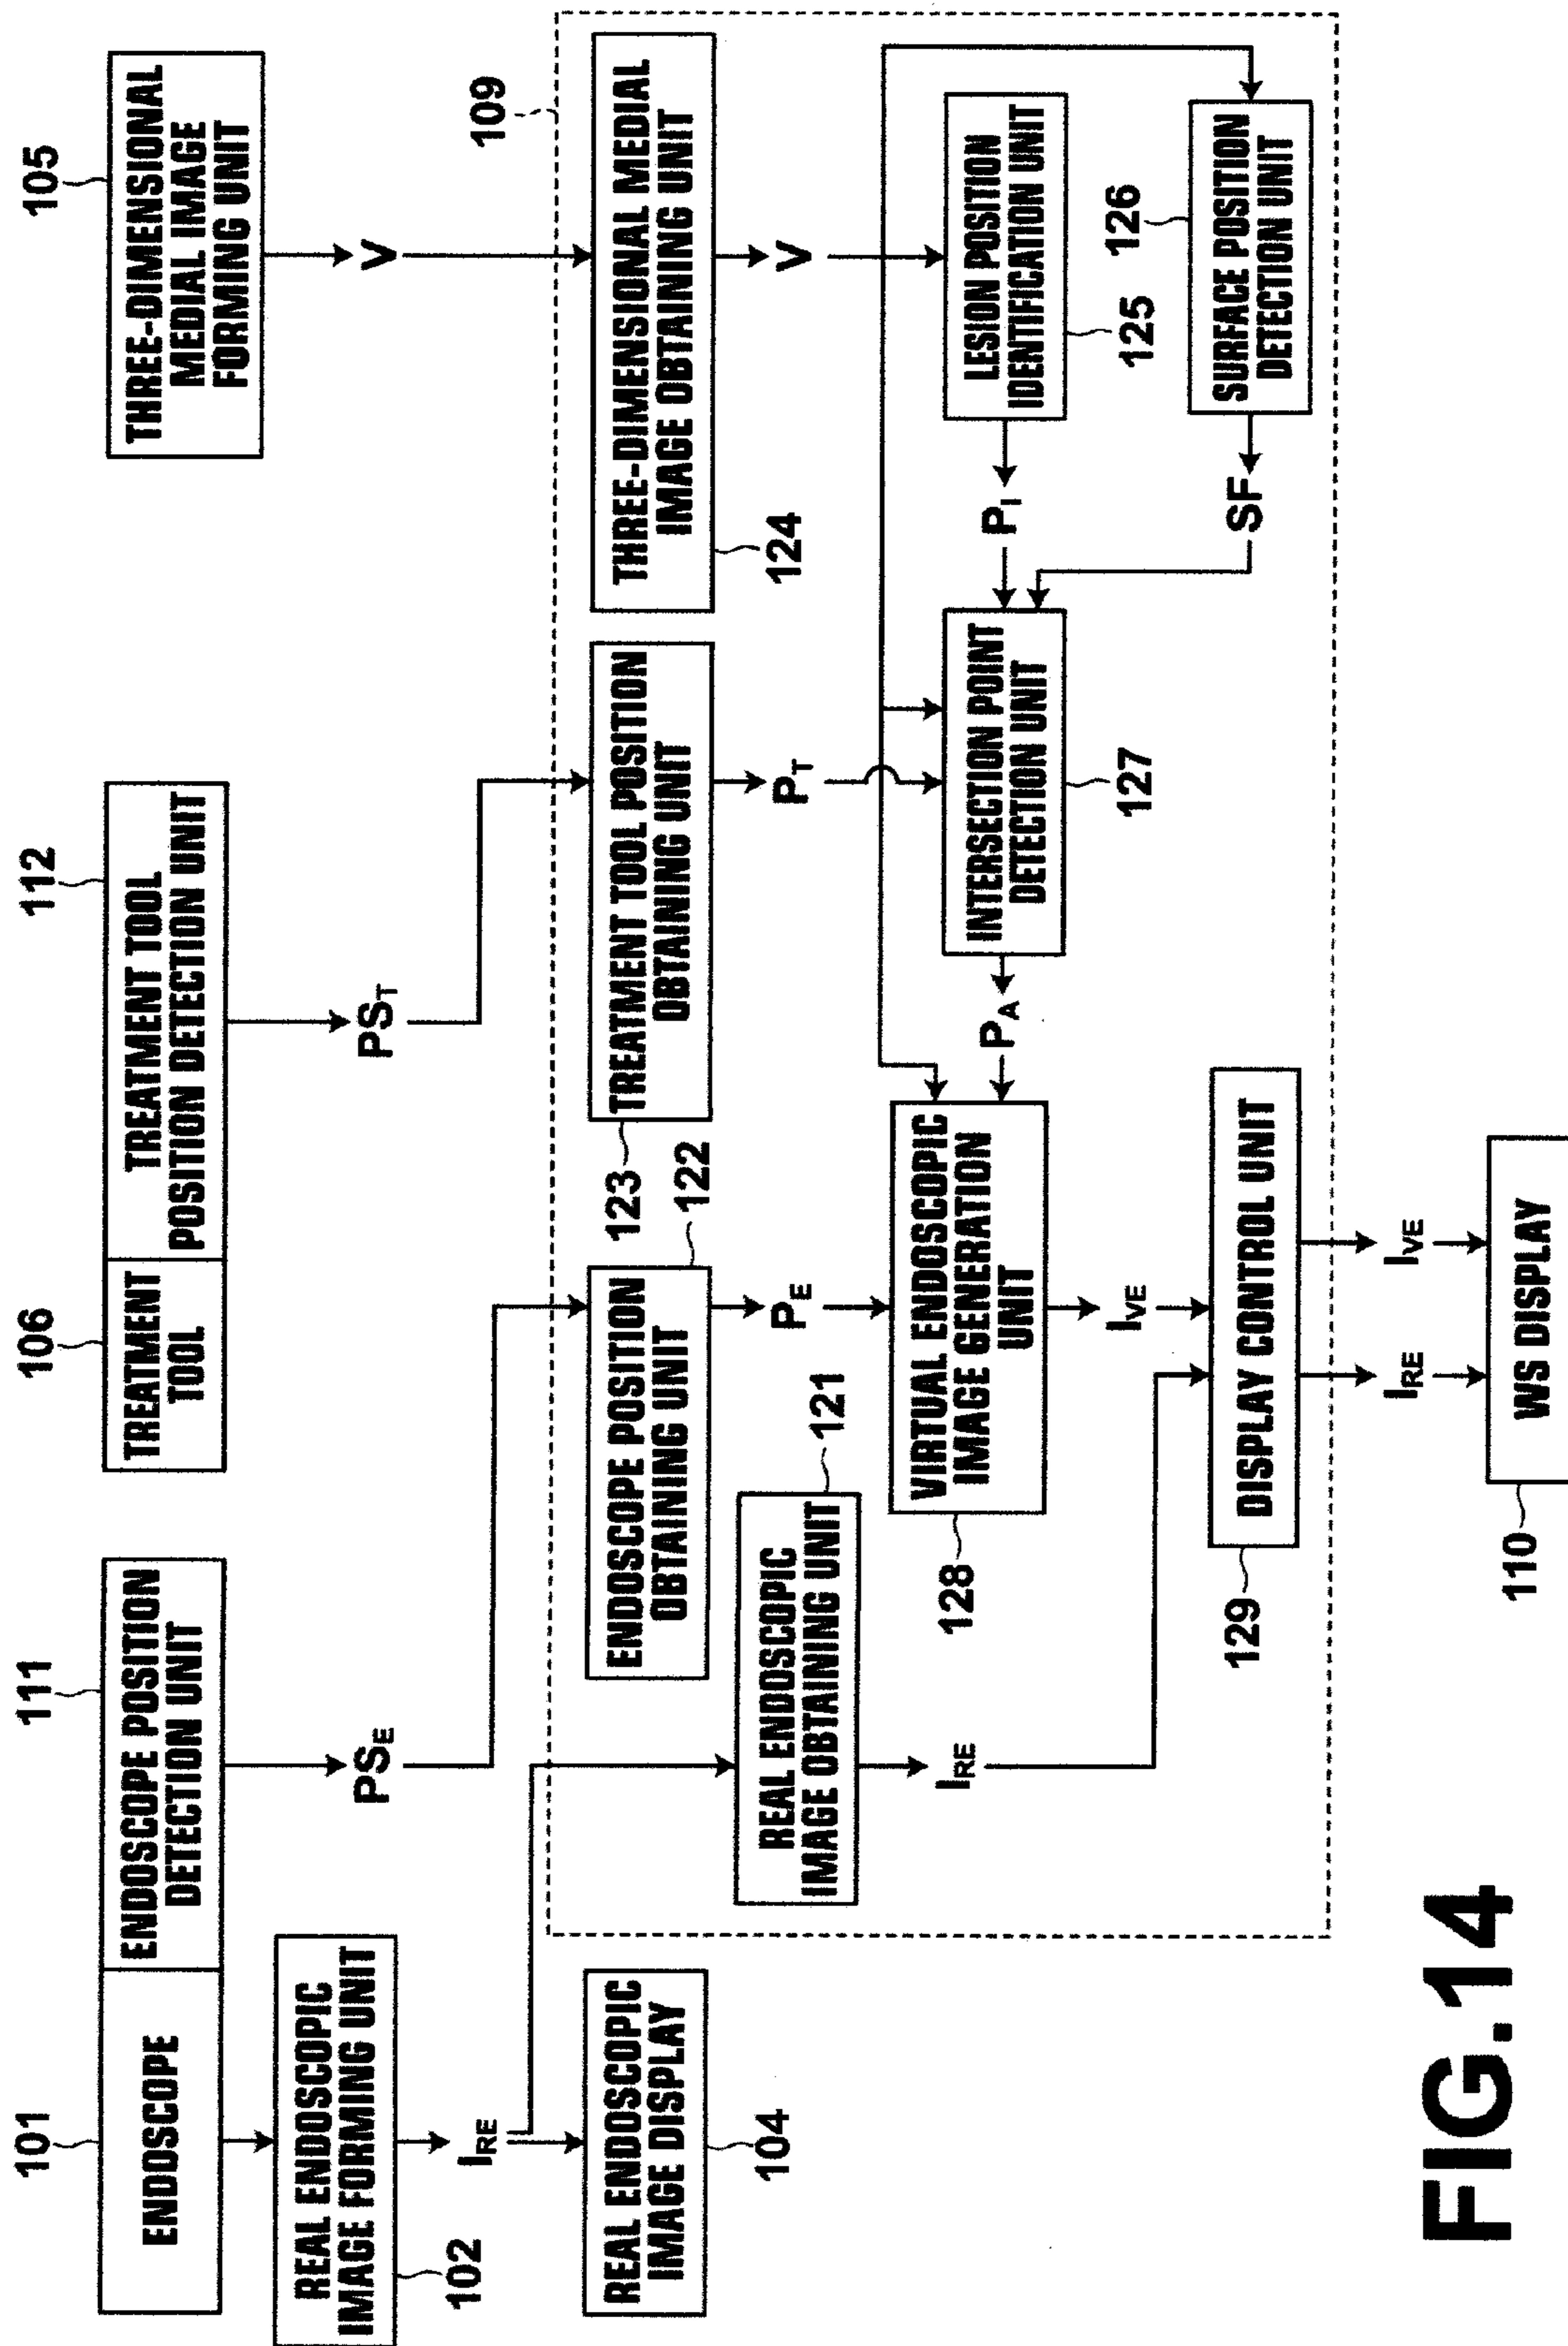 101
111
106
112
105
ENDOSCOPE
ENDOSCOPE POSITION
DETECTION UNIT
TREATMENT
TOOL
TREATMENT TOOL
POSITION DETECTION UNIT
THREE-DIMENSIONAL
MEDIAL IMAGE
FORMING UNIT
REAL ENDOSCOPIC
IMAGE FORMING UNIT
102
PSE
PST
V
IRE
109
REAL ENDOSCOPIC
IMAGE DISPLAY
104
ENDOSCOPE POSITION
OBTAINING UNIT
122
123
TREATMENT TOOL POSITION
OBTAINING UNIT
THREE-DIMENSIONAL MEDIAL
IMAGE OBTAINING UNIT
124
REAL ENDOSCOPIC
IMAGE OBTAINING UNIT
121
PE
PT
V
IRE
VIRTUAL ENDOSCOPIC
IMAGE GENERATION
UNIT
128
PA
INTERSECTION POINT
DETECTION UNIT
127
PI
LESION POSITION
IDENTIFICATION UNIT
125
126
IVE
SF
SURFACE POSITION
DETECTION UNIT
DISPLAY CONTROL UNIT
129
IRE
IVE
WS DISPLAY
110
FIG.14